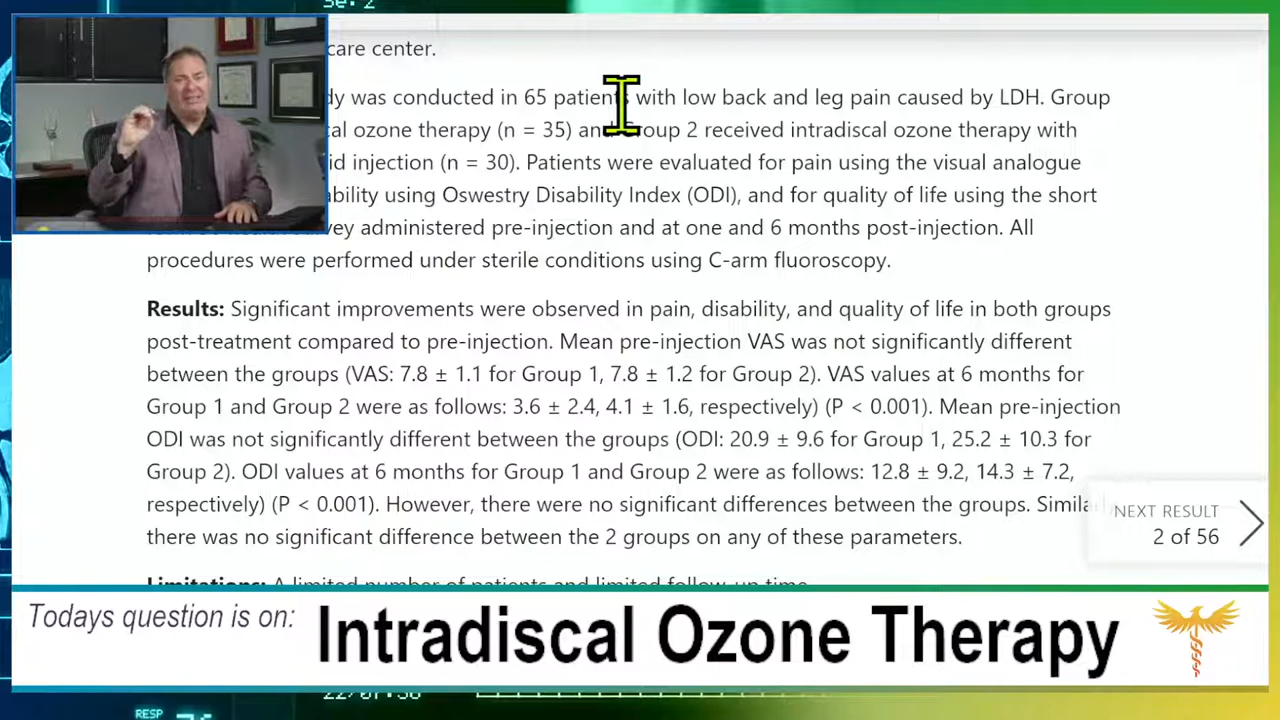 care center.
dy was conducted in 65 patients with low back and leg pain caused by LDH. Group
cal ozone therapy (n = 35) and Group 2 received intradiscal ozone therapy with
id injection (n = 30). Patients were evaluated for pain using the visual analogue
ability using Oswestry Disability Index (ODI), and for quality of life using the short
vey administered pre-injection and at one and 6 months post-injection. All
procedures were performed under sterile conditions using C-arm fluoroscopy.
Results: Significant improvements were observed in pain, disability, and quality of life in both groups
post-treatment compared to pre-injection. Mean pre-injection VAS was not significantly different
between the groups (VAS: 7.8 ± 1.1 for Group 1, 7.8 ± 1.2 for Group 2). VAS values at 6 months for
Group 1 and Group 2 were as follows: 3.6 ± 2.4, 4.1 ± 1.6, respectively) (P < 0.001). Mean pre-injection
ODI was not significantly different between the groups (ODI: 20.9 ± 9.6 for Group 1, 25.2 ± 10.3 for
Group 2). ODI values at 6 months for Group 1 and Group 2 were as follows: 12.8 ± 9.2, 14.3 ± 7.2,
respectively) (P < 0.001). However, there were no significant differences between the groups. Simila
there was no significant difference between the 2 groups on any of these parameters.
NEXT RESULT
2 of 56
Limitations: A limited number of patients and limited follow-up time.
Todays question is on:
Intradiscal Ozone Therapy
RESP